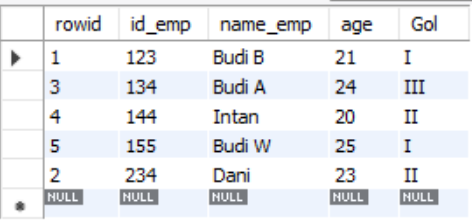 rowid id_emp name_emp age Gol
1 123 Budi B 21 I
3 134 Budi A 24 III
4 144 Intan 20 II
5 155 Budi W 25 I
2 234 Dani 23 II
NULL NULL NULL NULL NULL